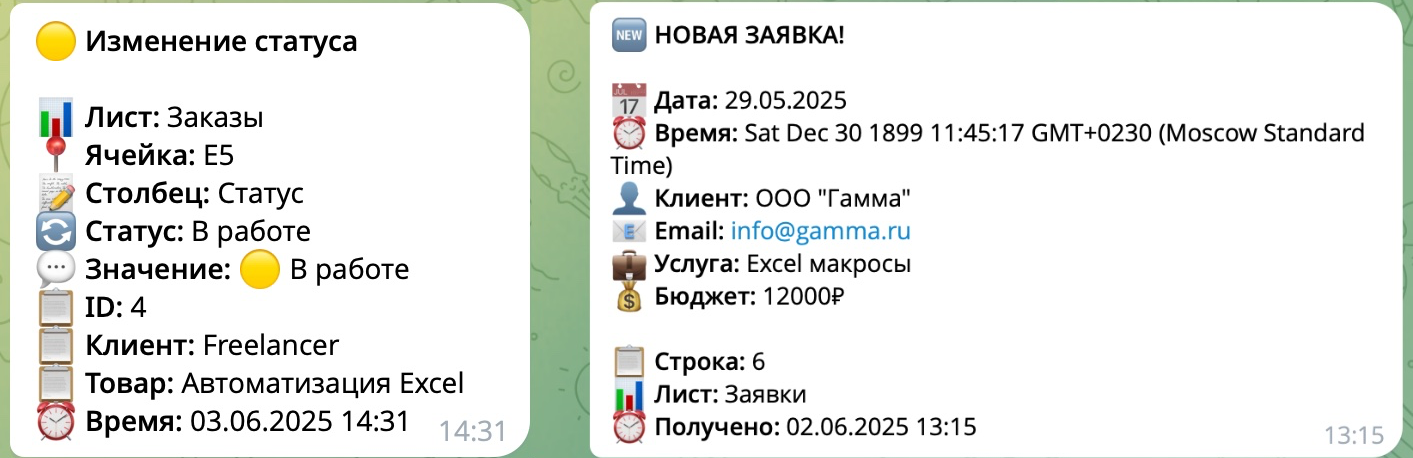 Изменение статуса
Лист: Заказы
Ячейка: E5
Столбец: Статус
Статус: В работе
Значение: 🟡 В работе
ID: 4
Клиент: Freelancer
Товар: Автоматизация Excel
Время: 03.06.2025 14:31
14:31
NEW НОВАЯ ЗАЯВКА!
JUL 17 Дата: 29.05.2025
Время: Sat Dec 30 1899 11:45:17 GMT+0230 (Moscow Standard
Time)
Клиент: ООО "Гамма"
Email: info@gamma.ru
Услуга: Excel макросы
Бюджет: 12000₽
Строка: 6
Лист: Заявки
Получено: 02.06.2025 13:15
13:15